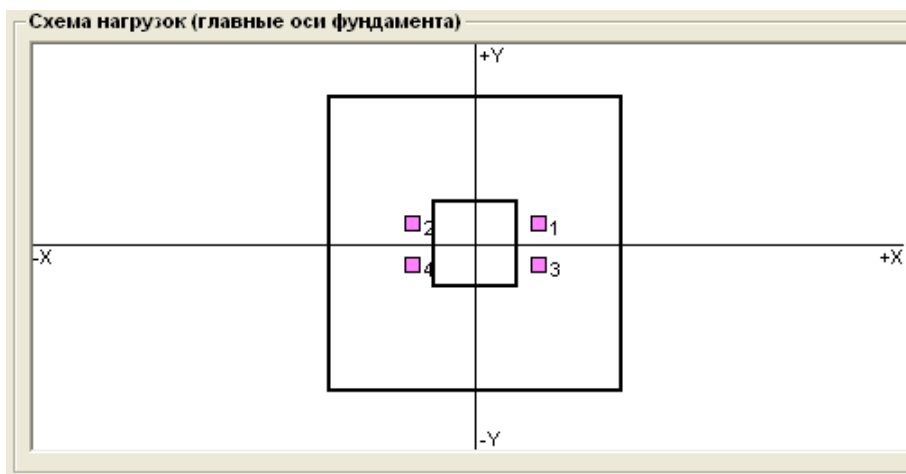 Схема нагрузок (главные оси фундамента)
+Y
2
1
-X
+X
4
3
-Y